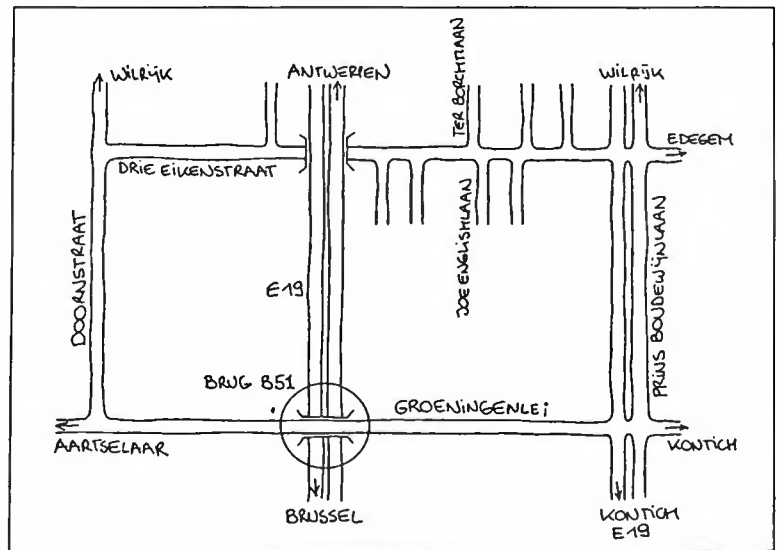 WILRIJK
ANTWERPEN
TER BORCHTLAAN
WILRIJK
EDEGEM
DRIE EIKENSTRAAT
DOORNSTRAAT
E19
JOE ENGLISHLAAN
PRINS BOUDEWIJNLAAN
BRUG B51
GROENINGENLEI
AARTSELAAR
KONTICH
BRUSSEL
KONTICH
E19